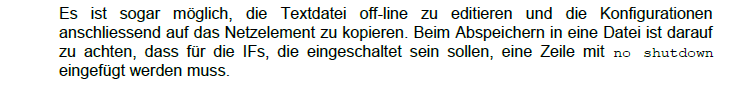 Es ist sogar möglich, die Textdatei off-line zu editieren und die Konfigurationen
anschliessend auf das Netzelement zu kopieren. Beim Abspeichern in eine Datei ist darauf
zu achten, dass für die IFs, die eingeschaltet sein sollen, eine Zeile mit no shutdown
eingefügt werden muss.